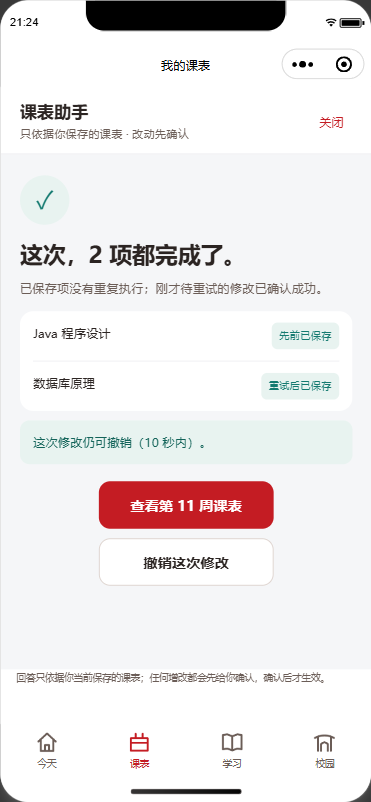 21:24
我的课表
课表助手
只依据你保存的课表 · 改动先确认
关闭
这次，2 项都完成了。
已保存项没有重复执行；刚才待重试的修改已确认成功。
Java 程序设计
先前已保存
数据库原理
重试后已保存
这次修改仍可撤销（10 秒内）。
查看第 11 周课表
撤销这次修改
回答只依据你当前保存的课表；任何增改都会先给你确认，确认后才生效。
今天
课表
学习
校园